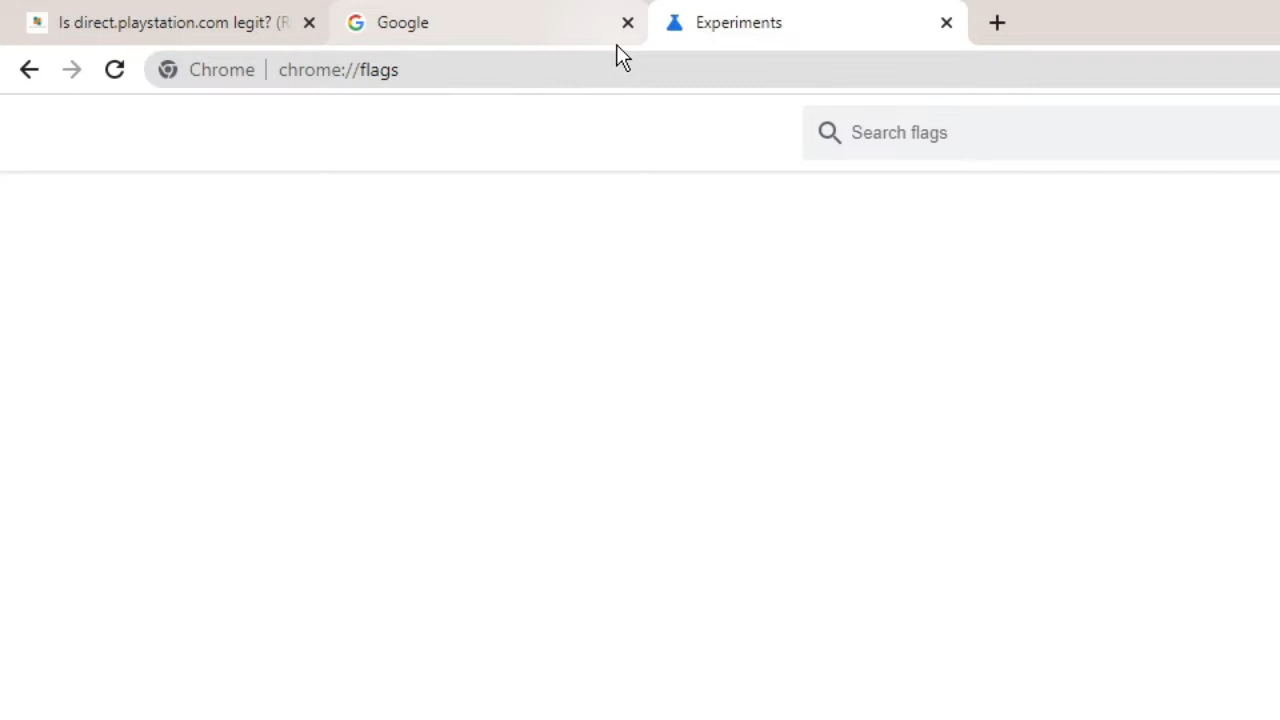 Is direct.playstation.com legit? (R
Google
Experiments
Chrome | chrome://flags
Search flags